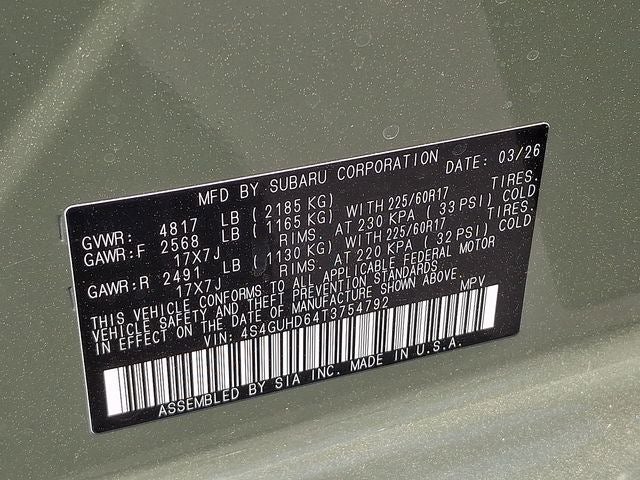 MFD BY SUBARU CORPORATION DATE: 03/26
GVWR: 4817 LB ( 2185 KG)
GAWR:F 2568 LB ( 1165 KG) WITH 225/60R17 TIRES.
17X7J RIMS. AT 230 KPA ( 33 PSI) COLD
GAWR:R 2491 LB ( 1130 KG) WITH 225/60R17 TIRES.
17X7J RIMS. AT 220 KPA ( 32 PSI) COLD
THIS VEHICLE CONFORMS TO ALL APPLICABLE FEDERAL MOTOR
VEHICLE SAFETY AND THEFT PREVENTION STANDARDS
IN EFFECT ON THE DATE OF MANUFACTURE SHOWN ABOVE.
VIN: 4S4GUHD64T3754792 MPV
ASSEMBLED BY SIA INC. MADE IN U.S.A.